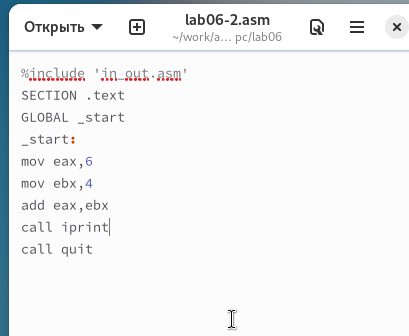 Открыть
lab06-2.asm
~/work/a... pc/lab06
%include 'in_out.asm'
SECTION .text
GLOBAL _start
_start:
mov eax,6
mov ebx,4
add eax,ebx
call iprint
call quit